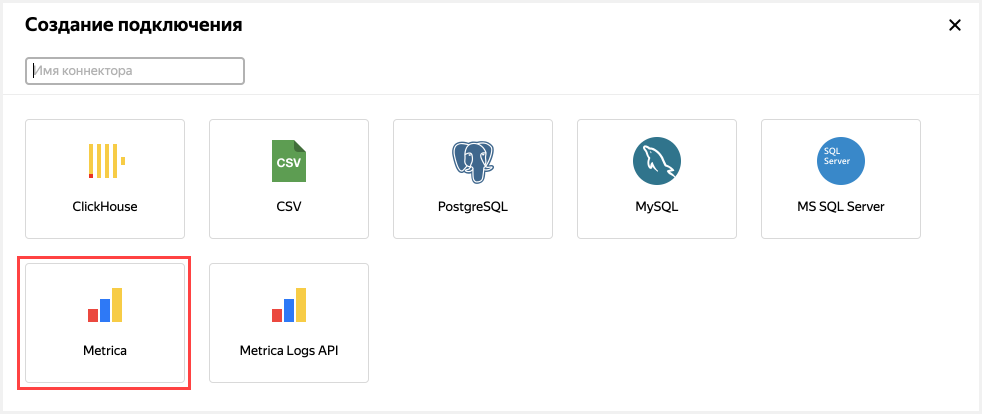 Создание подключения
Имя коннектора
ClickHouse
CSV
CSV
PostgreSQL
MySQL
SQL
Server
MS SQL Server
Metrica
Metrica Logs API